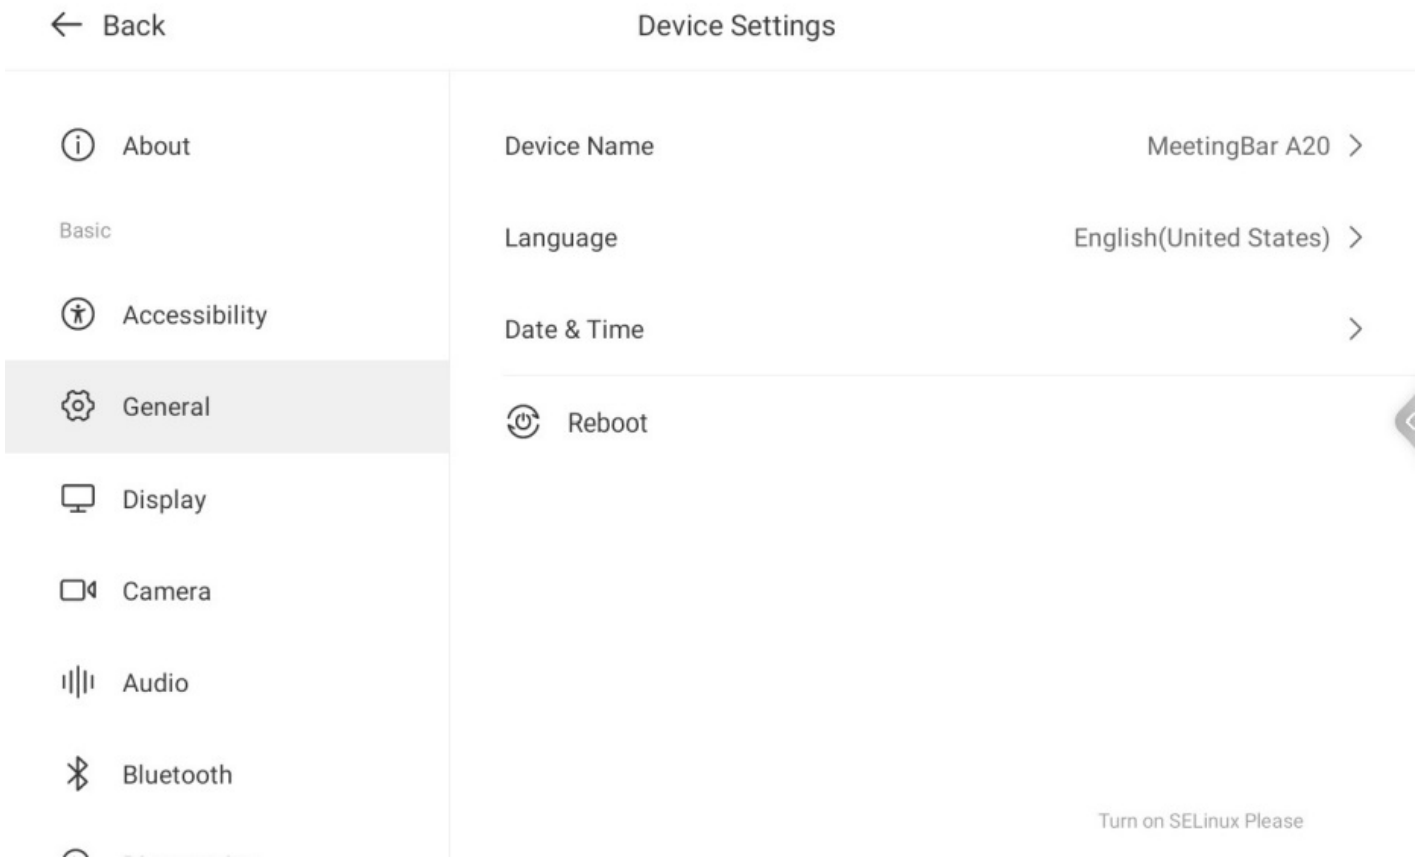 Back
Device Settings
About
Basic
Accessibility
General
Display
Camera
Audio
Bluetooth
Device Name
MeetingBar A20
Language
English(United States)
Date & Time
Reboot
Turn on SELinux Please